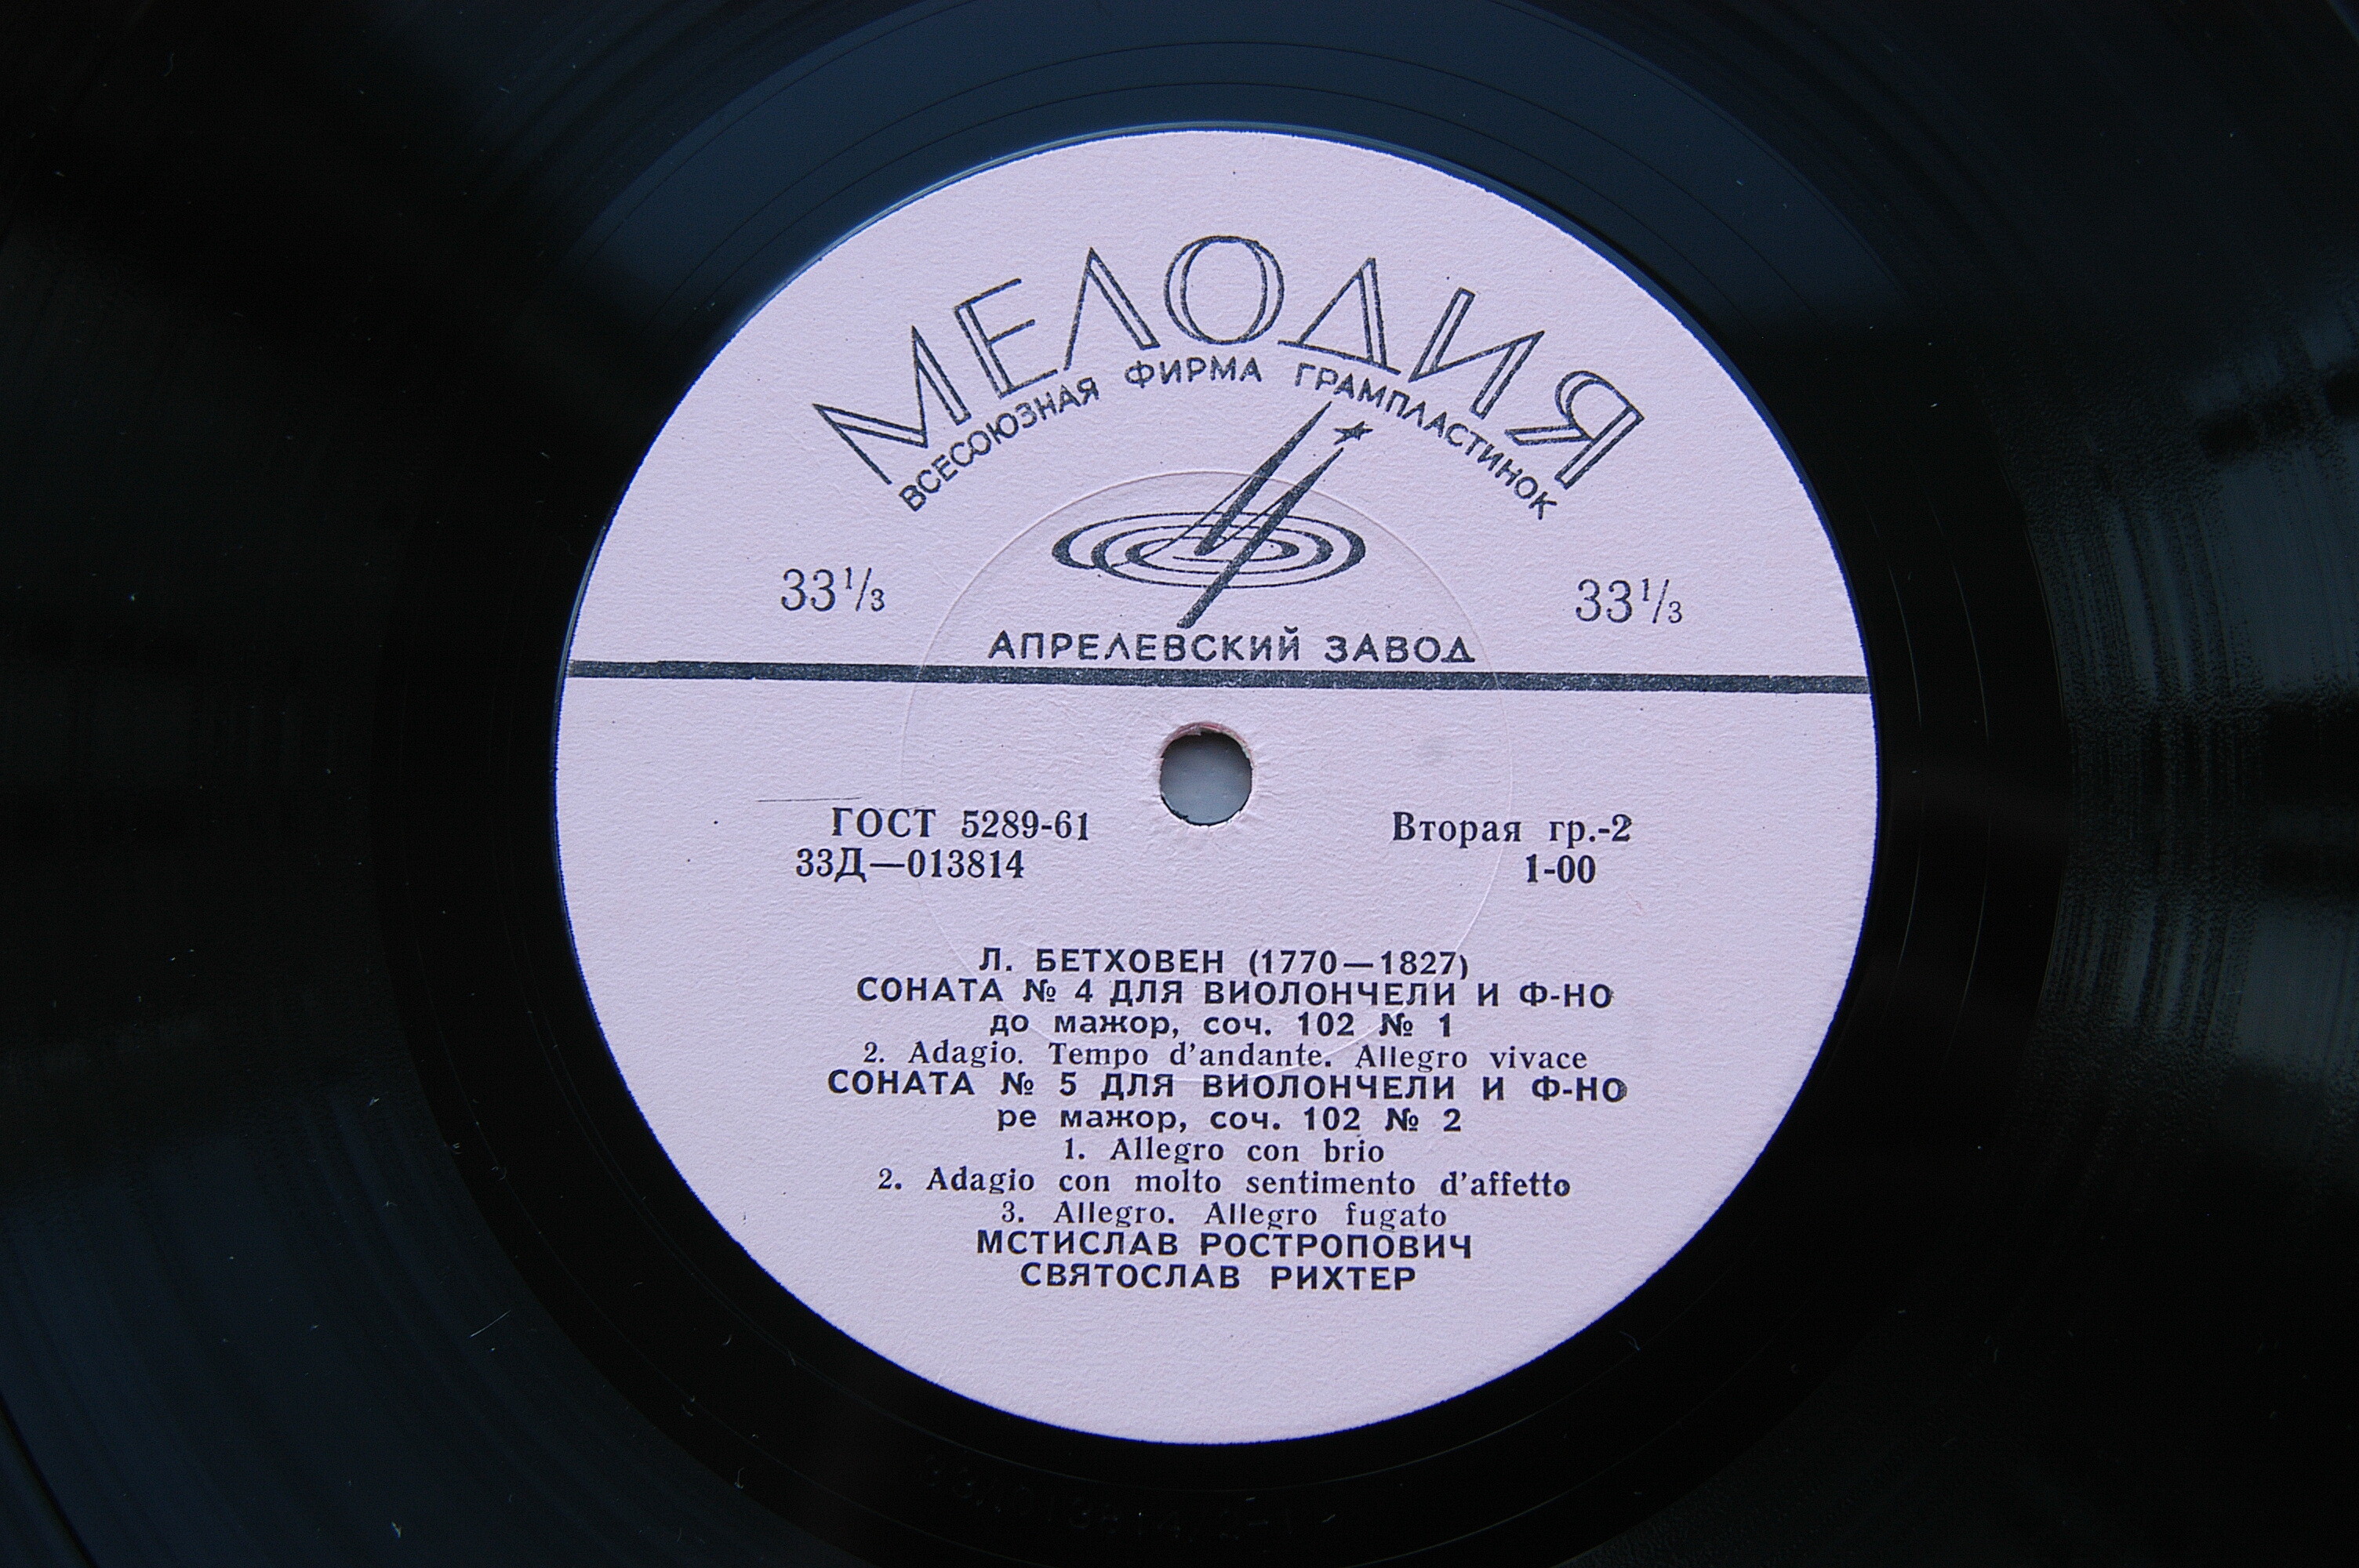 МЕЛОДИЯ
ВСЕСОЮЗНАЯ ФИРМА ГРАМПЛАСТИНОК
33⅓ 33⅓
АПРЕЛЕВСКИЙ ЗАВОД
ГОСТ 5289-61 Вторая гр.-2
33Д—013814 1-00
Л. БЕТХОВЕН (1770—1827)
СОНАТА № 4 ДЛЯ ВИОЛОНЧЕЛИ И Ф-НО
до мажор, соч. 102 № 1
2. Adagio. Tempo d'andante. Allegro vivace
СОНАТА № 5 ДЛЯ ВИОЛОНЧЕЛИ И Ф-НО
ре мажор, соч. 102 № 2
1. Allegro con brio
2. Adagio con molto sentimento d'affetto
3. Allegro. Allegro fugato
МСТИСЛАВ РОСТРОПОВИЧ
СВЯТОСЛАВ РИХТЕР